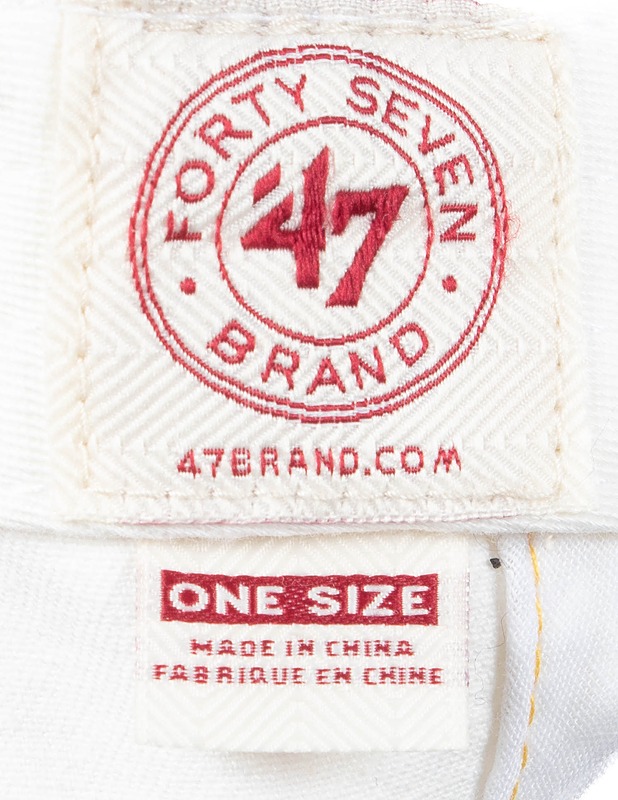 FORTY SEVEN
'47
BRAND
47BRAND.COM
ONE SIZE
MADE IN CHINA
FABRIQUE EN CHINE